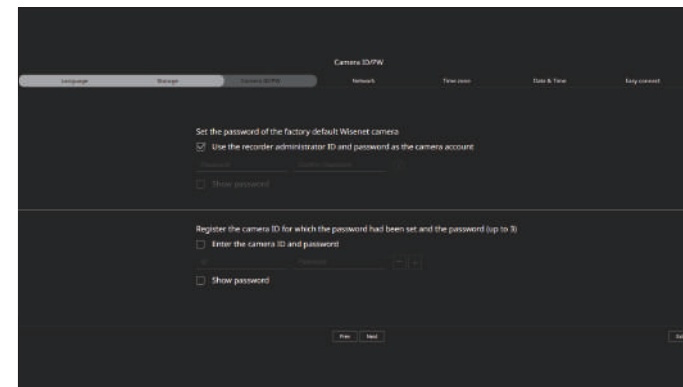 Camera ID/PW
Language Storage Camera ID/PW Network Time zone Date & Time Easy connect
Set the password of the factory default Wisenet camera
Use the recorder administrator ID and password as the camera account
Password Confirm Password
Show password
Register the camera ID for which the password had been set and the password (up to 3)
Enter the camera ID and password
ID Password
Show password
Prev Next